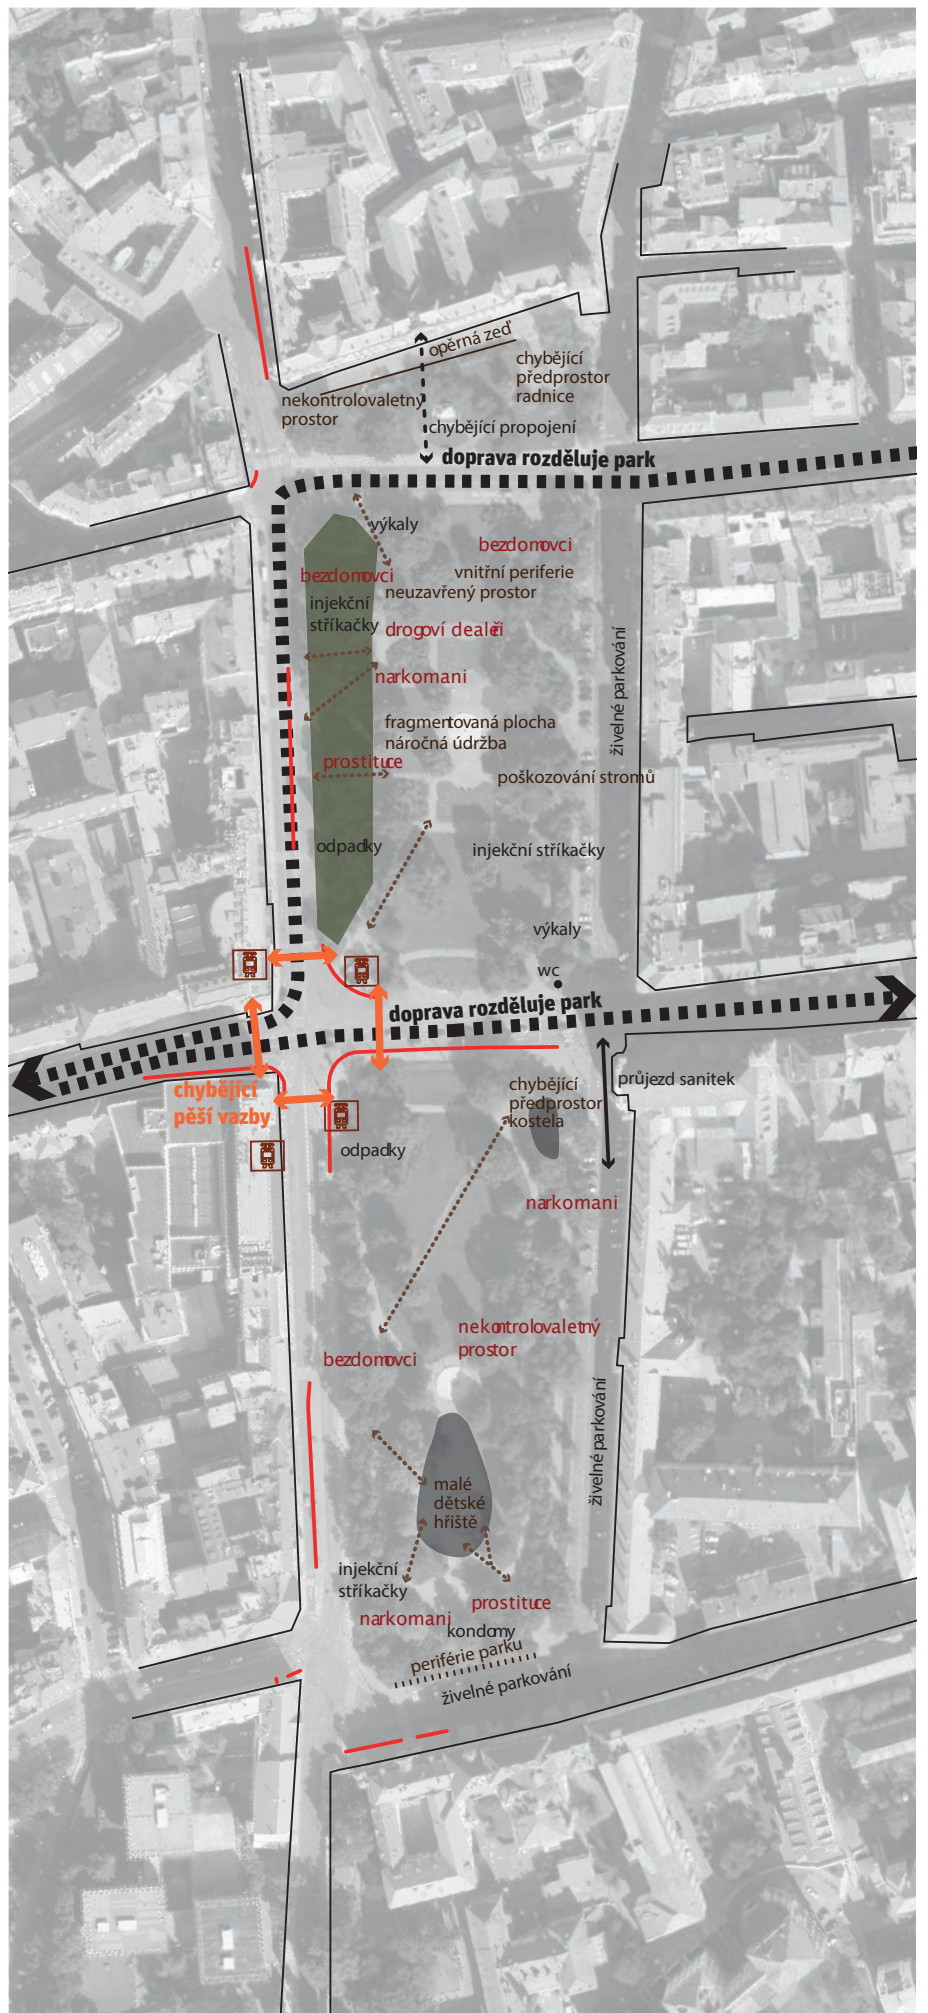 opěrná zeď
chybějící
předprostor
radnice
nekontrolovaletný
prostor
chybějící propojení
doprava rozděluje park
výkaly
bezdomovci
vnitřní periferie
neuzavřený prostor
bezdomovci
injekční
stříkačky
drogoví dealeři
narkomani
živelné parkování
fragmentovaná plocha
náročná údržba
prostituce
poškozování stromů
odpadky
injekční stříkačky
výkaly
wc
doprava rozděluje park
chybějící
pěší vazby
průjezd sanitek
chybějící
předprostor
kostela
odpadky
narkomani
nekontrolovaletný
prostor
bezdomovci
živelné parkování
malé
dětské
hřiště
injekční
stříkačky
prostituce
narkomani
kondomy
periférie parku
živelné parkování